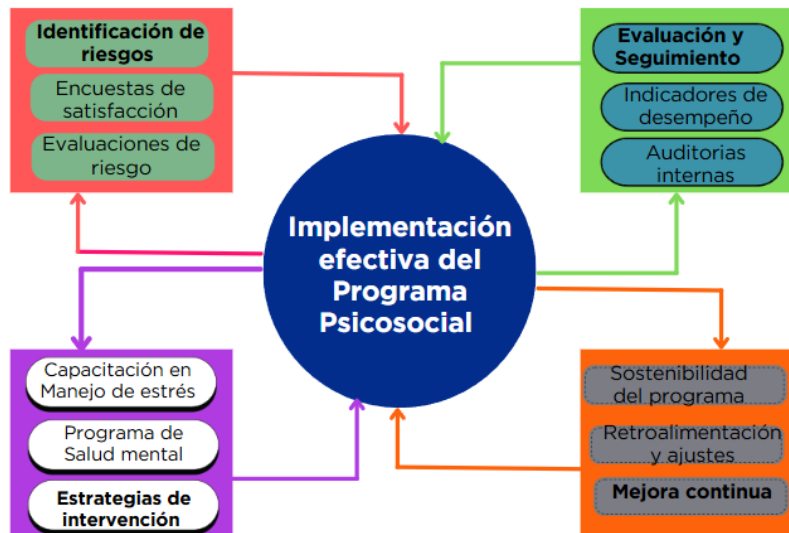 Identificación de
riesgos
Encuestas de
satisfacción
Evaluaciones de
riesgo
Evaluación y
Seguimiento
Indicadores de
desempeño
Auditorias
internas
Implementación
efectiva del
Programa
Psicosocial
Capacitación en
Manejo de estrés
Programa de
Salud mental
Estrategias de
intervención
Sostenibilidad
del programa
Retroalimentación
y ajustes
Mejora continua